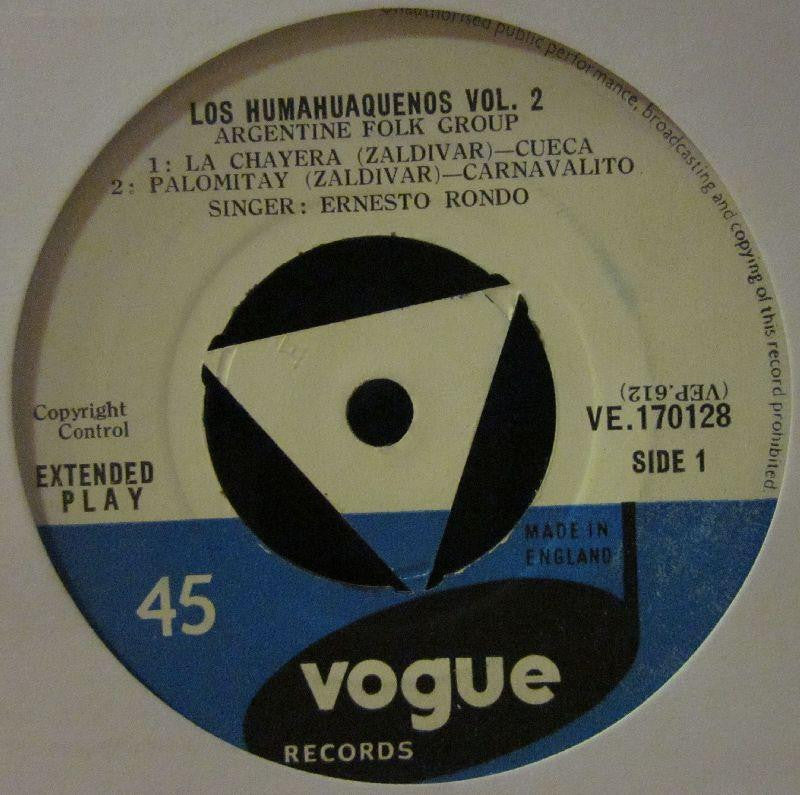 Unauthorised public performance, broadcasting and copying of this record prohibited.
LOS HUMAHUAQUENOS VOL. 2
ARGENTINE FOLK GROUP
1: LA CHAYERA (ZALDIVAR)—CUECA
2: PALOMITAY (ZALDIVAR)—CARNAVALITO
SINGER: ERNESTO RONDO
Copyright
Control
EXTENDED
PLAY
(VEP.612)
VE.170128
SIDE 1
MADE IN
ENGLAND
45
vogue
RECORDS